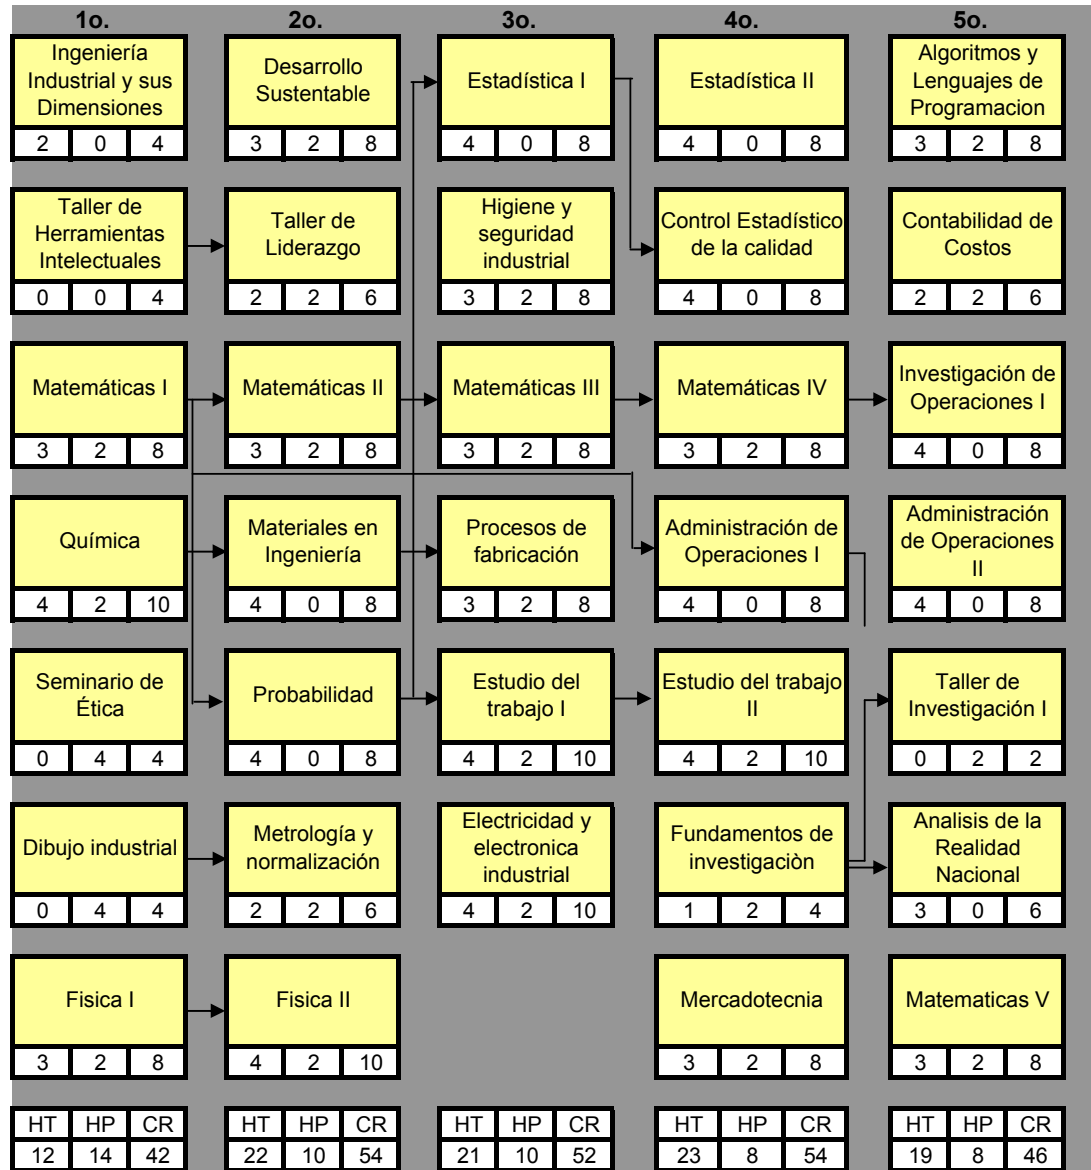 1o. 2o. 3o. 4o. 5o.
Ingeniería
Industrial y sus
Dimensiones
2 0 4
Desarrollo
Sustentable
3 2 8
Estadística I
4 0 8
Estadística II
4 0 8
Algoritmos y
Lenguajes de
Programacion
3 2 8
Taller de
Herramientas
Intelectuales
0 0 4
Taller de
Liderazgo
2 2 6
Higiene y
seguridad
industrial
3 2 8
Control Estadístico
de la calidad
4 0 8
Contabilidad de
Costos
2 2 6
Matemáticas I
3 2 8
Matemáticas II
3 2 8
Matemáticas III
3 2 8
Matemáticas IV
3 2 8
Investigación de
Operaciones I
4 0 8
Química
4 2 10
Materiales en
Ingeniería
4 0 8
Procesos de
fabricación
3 2 8
Administración de
Operaciones I
4 0 8
Administración
de Operaciones
II
4 0 8
Seminario de
Ética
0 4 4
Probabilidad
4 0 8
Estudio del
trabajo I
4 2 10
Estudio del trabajo
II
4 2 10
Taller de
Investigación I
0 2 2
Dibujo industrial
0 4 4
Metrología y
normalización
2 2 6
Electricidad y
electronica
industrial
4 2 10
Fundamentos de
investigaciòn
1 2 4
Analisis de la
Realidad
Nacional
3 0 6
Fisica I
3 2 8
Fisica II
4 2 10
Mercadotecnia
3 2 8
Matematicas V
3 2 8
HT HP CR
12 14 42
HT HP CR
22 10 54
HT HP CR
21 10 52
HT HP CR
23 8 54
HT HP CR
19 8 46